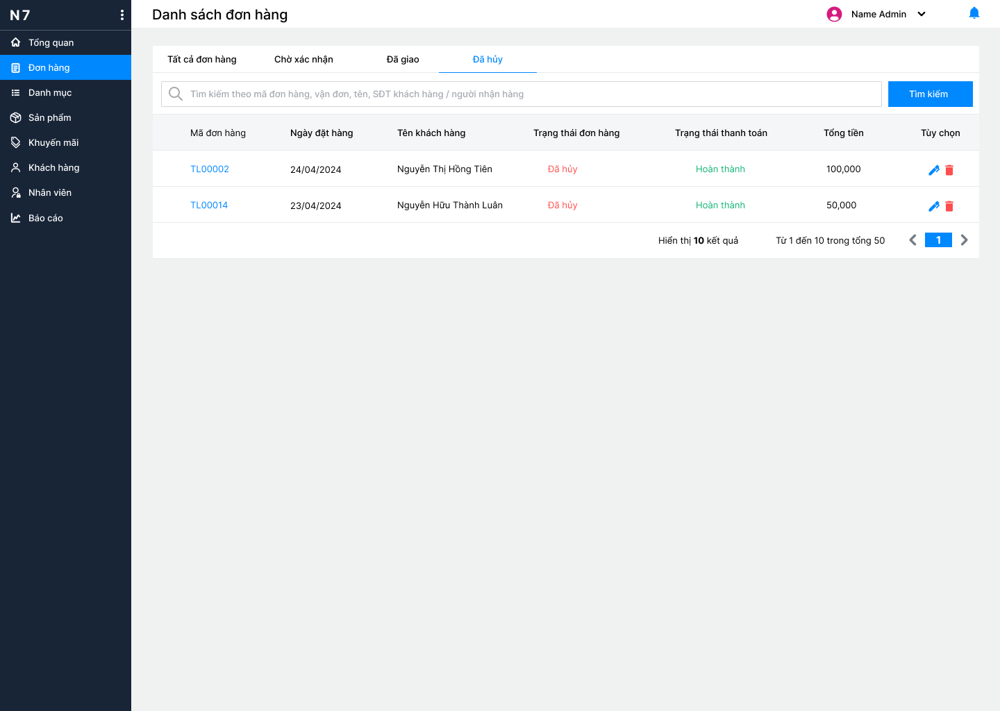 N7
Danh sách đơn hàng
Name Admin
Tổng quan
Đơn hàng
Danh mục
Sản phẩm
Khuyến mãi
Khách hàng
Nhân viên
Báo cáo
Tất cả đơn hàng Chờ xác nhận Đã giao Đã hủy
Tìm kiếm theo mã đơn hàng, vận đơn, tên, SĐT khách hàng / người nhận hàng
Tìm kiếm
Mã đơn hàng Ngày đặt hàng Tên khách hàng Trạng thái đơn hàng Trạng thái thanh toán Tổng tiền Tùy chọn
TL00002 24/04/2024 Nguyễn Thị Hồng Tiên Đã hủy Hoàn thành 100,000
TL00014 23/04/2024 Nguyễn Hữu Thành Luân Đã hủy Hoàn thành 50,000
Hiển thị 10 kết quả Từ 1 đến 10 trong tổng 50 1